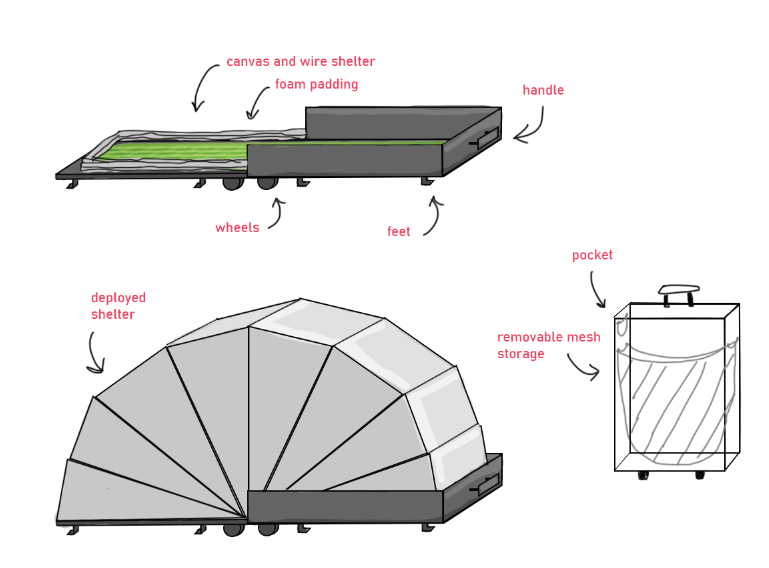 canvas and wire shelter
foam padding
handle
wheels
feet
pocket
deployed
shelter
removable mesh
storage